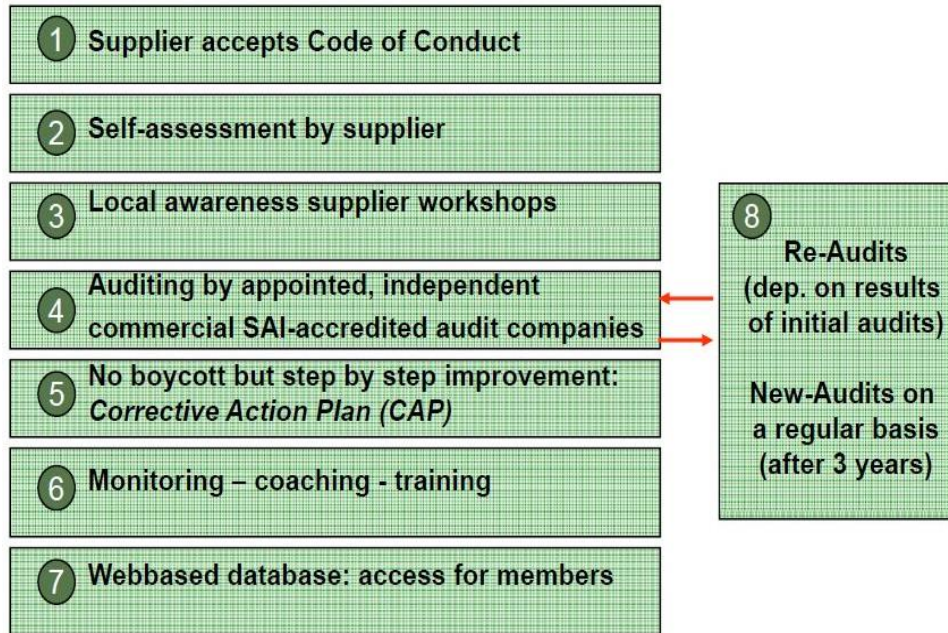 1 Supplier accepts Code of Conduct
2 Self-assessment by supplier
3 Local awareness supplier workshops
4 Auditing by appointed, independent
commercial SAI-accredited audit companies
5 No boycott but step by step improvement:
Corrective Action Plan (CAP)
6 Monitoring – coaching - training
7 Webbased database: access for members
8
Re-Audits
(dep. on results
of initial audits)
New-Audits on
a regular basis
(after 3 years)